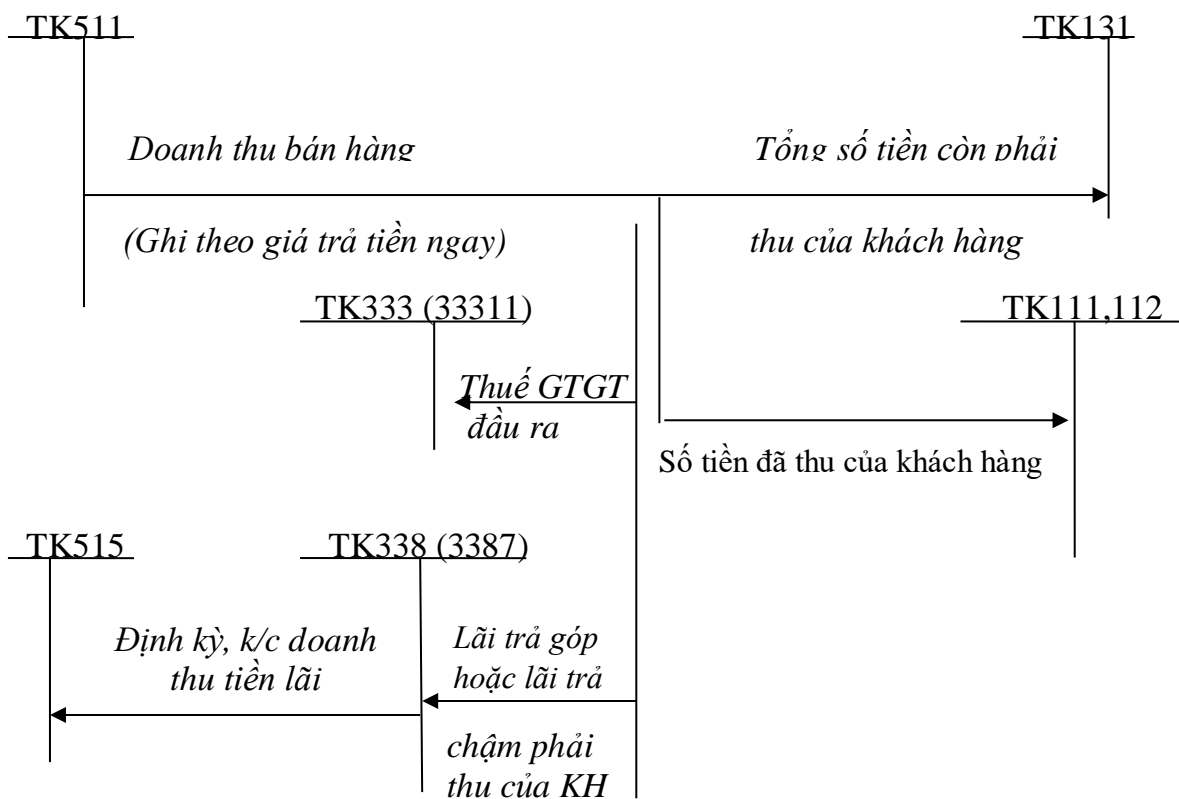 TK511
TK131
Doanh thu bán hàng
Tổng số tiền còn phải
(Ghi theo giá trả tiền ngay)
thu của khách hàng
TK333 (33311)
TK111,112
Thuế GTGT
đầu ra
Số tiền đã thu của khách hàng
TK515
TK338 (3387)
Định kỳ, k/c doanh
thu tiền lãi
Lãi trả góp
hoặc lãi trả
chậm phải
thu của KH